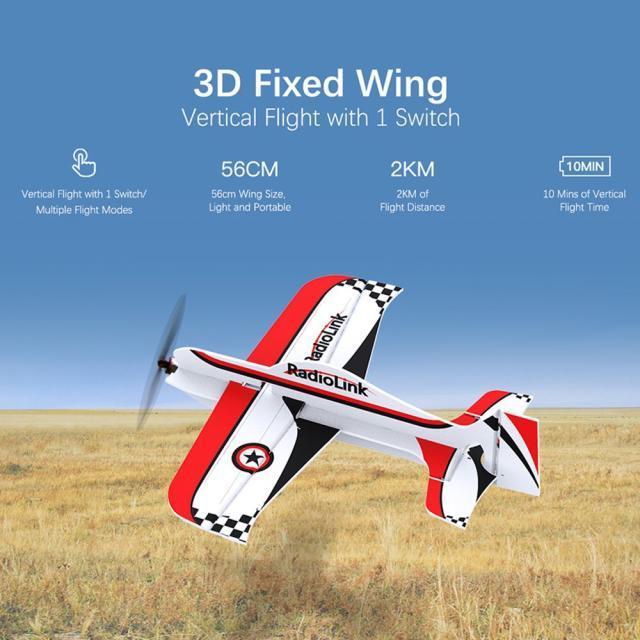 3D Fixed Wing
Vertical Flight with 1 Switch
Vertical Flight with 1 Switch/
Multiple Flight Modes
56CM
56cm Wing Size,
Light and Portable
2KM
2KM of
Flight Distance
10MIN
10 Mins of Vertical
Flight Time
RadioLink
RadioLink